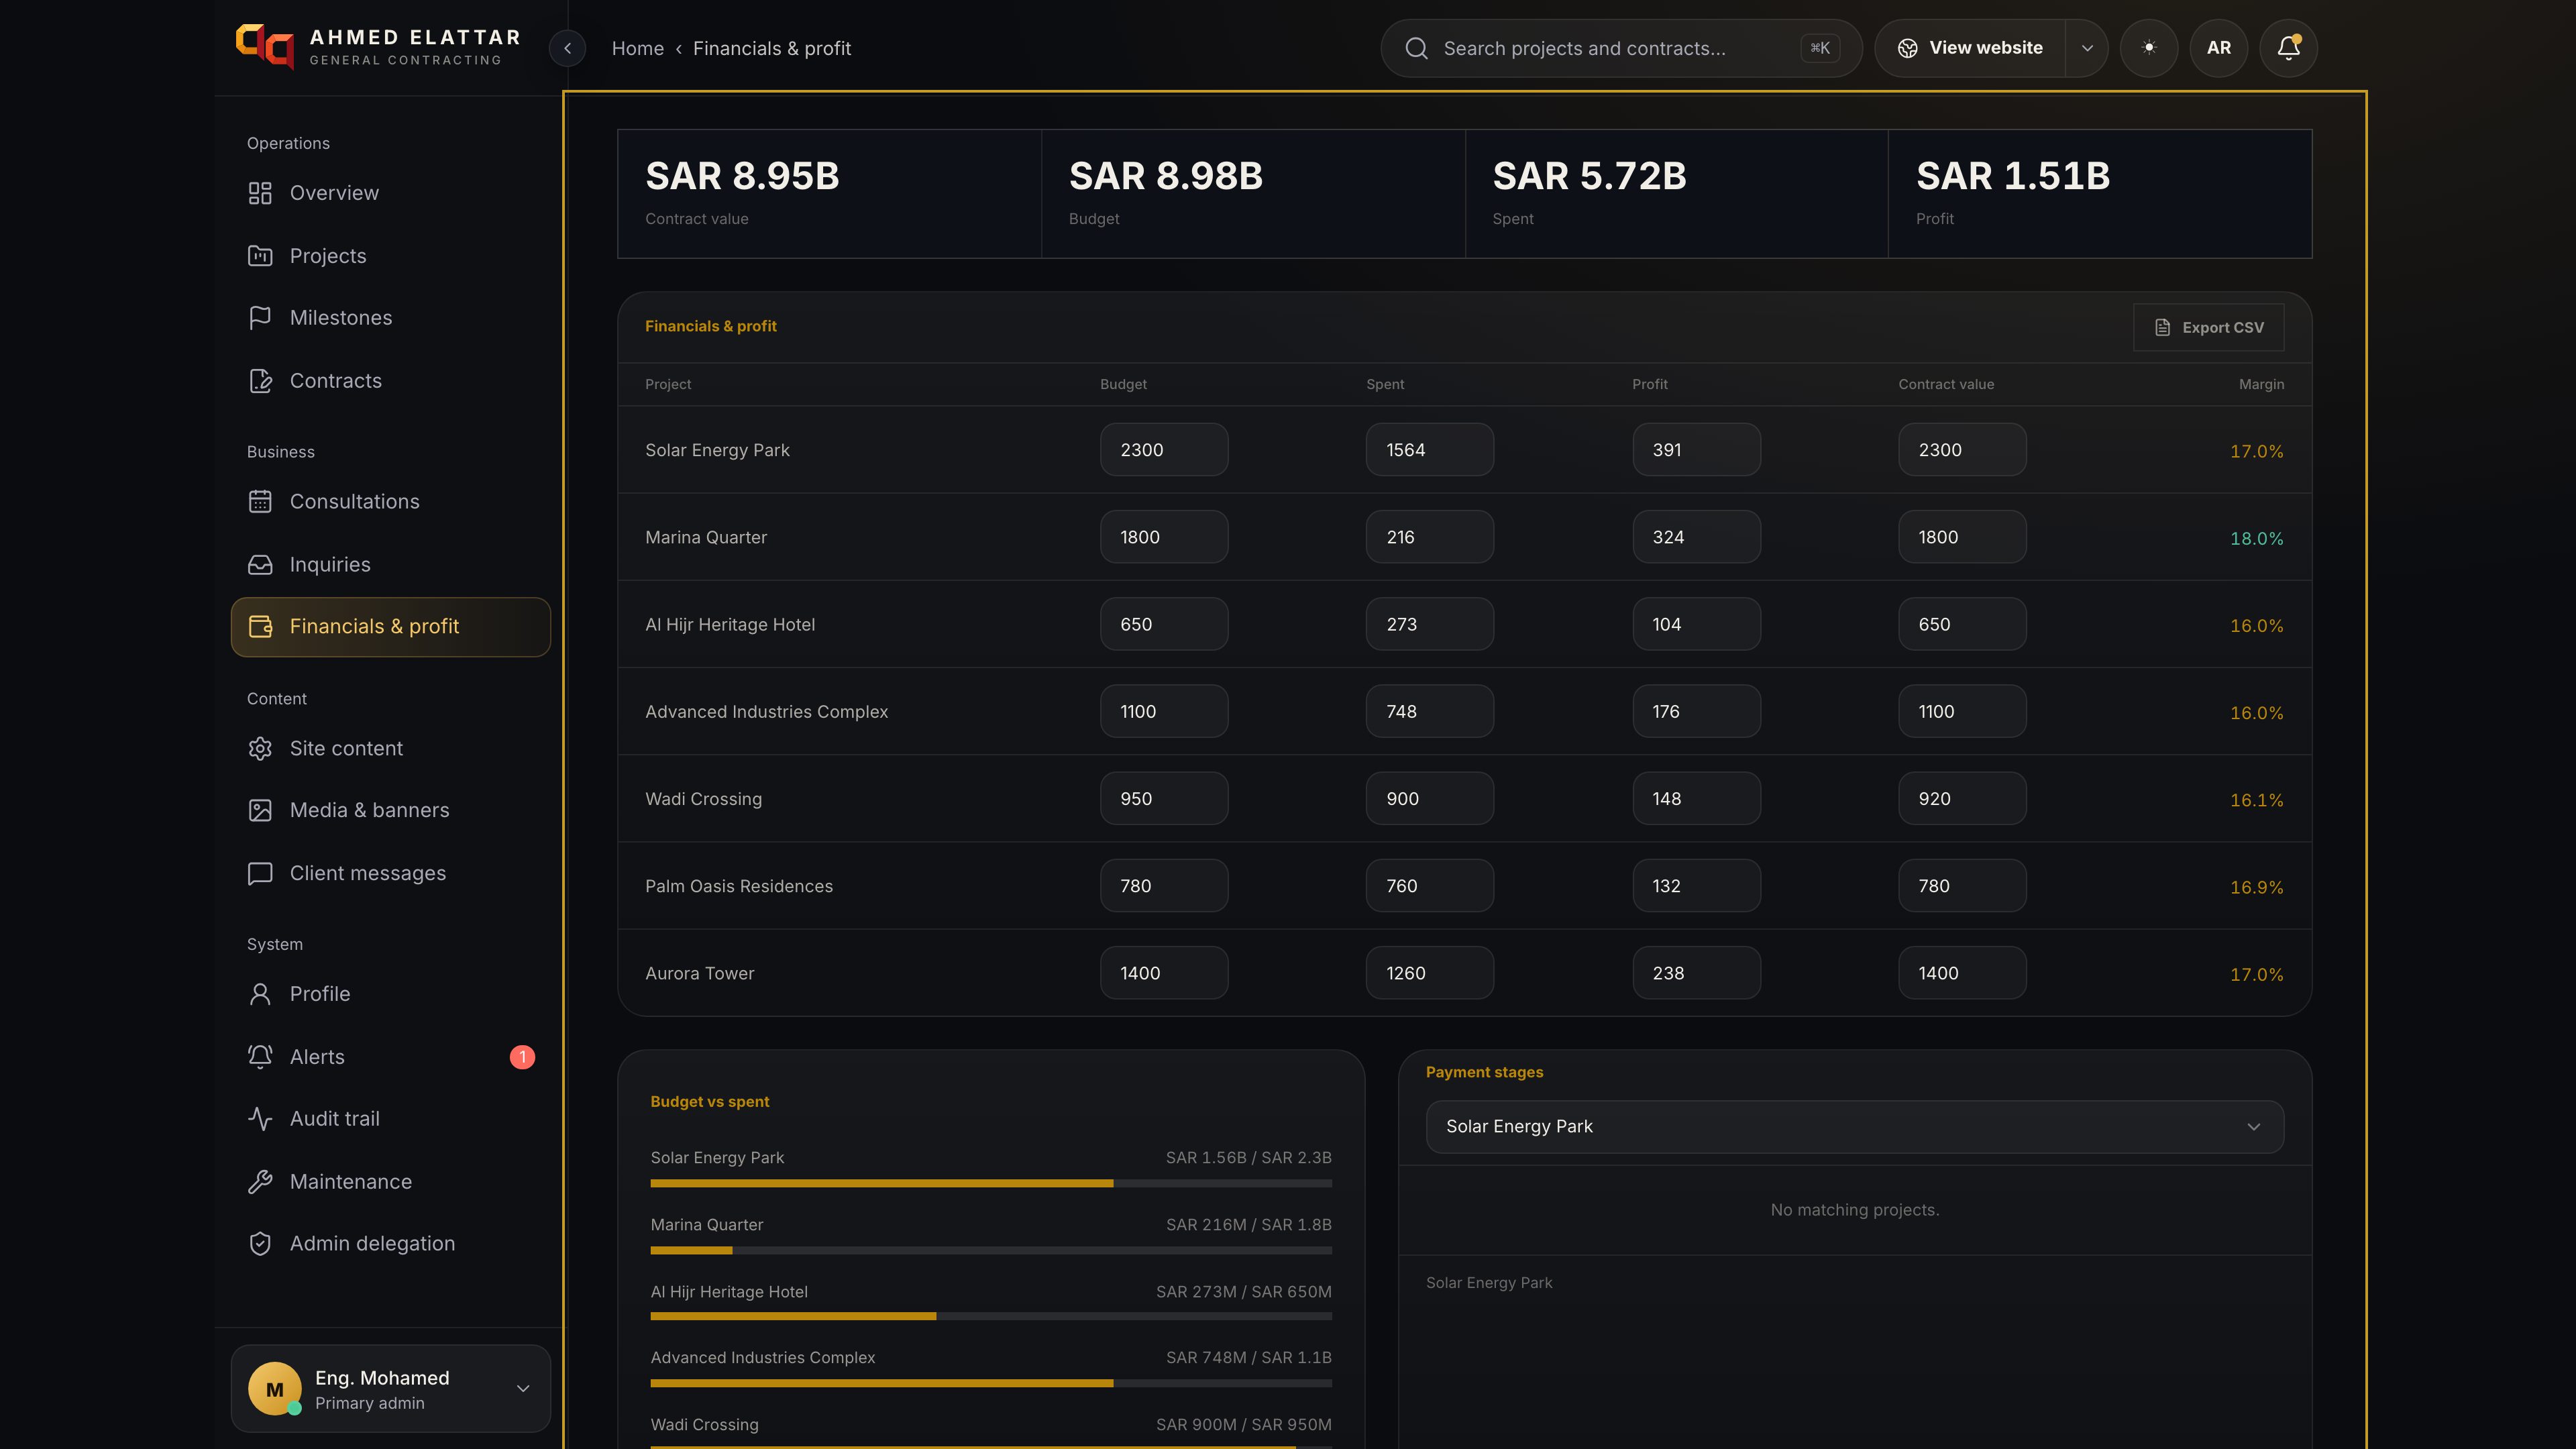 AHMED ELATTAR
GENERAL CONTRACTING
Home ‹ Financials & profit
Search projects and contracts... ⌘K
View website
AR
Operations
Overview
Projects
Milestones
Contracts
Business
Consultations
Inquiries
Financials & profit
Content
Site content
Media & banners
Client messages
System
Profile
Alerts 1
Audit trail
Maintenance
Admin delegation
M
Eng. Mohamed
Primary admin
SAR 8.95B
Contract value
SAR 8.98B
Budget
SAR 5.72B
Spent
SAR 1.51B
Profit
Financials & profit
Export CSV
Project Budget Spent Profit Contract value Margin
Solar Energy Park 2300 1564 391 2300 17.0%
Marina Quarter 1800 216 324 1800 18.0%
Al Hijr Heritage Hotel 650 273 104 650 16.0%
Advanced Industries Complex 1100 748 176 1100 16.0%
Wadi Crossing 950 900 148 920 16.1%
Palm Oasis Residences 780 760 132 780 16.9%
Aurora Tower 1400 1260 238 1400 17.0%
Budget vs spent
Solar Energy Park SAR 1.56B / SAR 2.3B
Marina Quarter SAR 216M / SAR 1.8B
Al Hijr Heritage Hotel SAR 273M / SAR 650M
Advanced Industries Complex SAR 748M / SAR 1.1B
Wadi Crossing SAR 900M / SAR 950M
Payment stages
Solar Energy Park
No matching projects.
Solar Energy Park